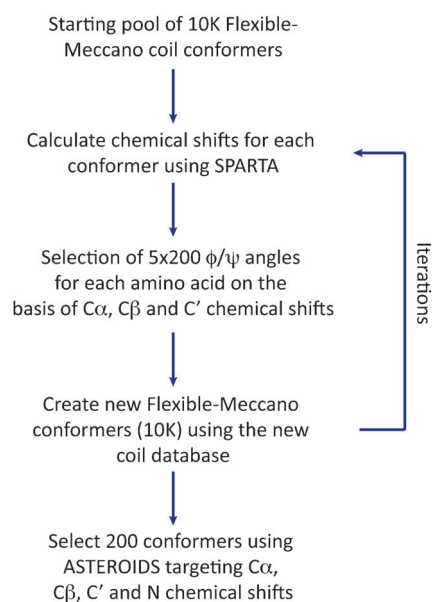 Starting pool of 10K Flexible-
Meccano coil conformers
Calculate chemical shifts for each
conformer using SPARTA
Selection of 5x200 ϕ/ψ angles
for each amino acid on the
basis of Cα, Cβ and C’ chemical shifts
Iterations
Create new Flexible-Meccano
conformers (10K) using the new
coil database
Select 200 conformers using
ASTEROIDS targeting Cα,
Cβ, C’ and N chemical shifts